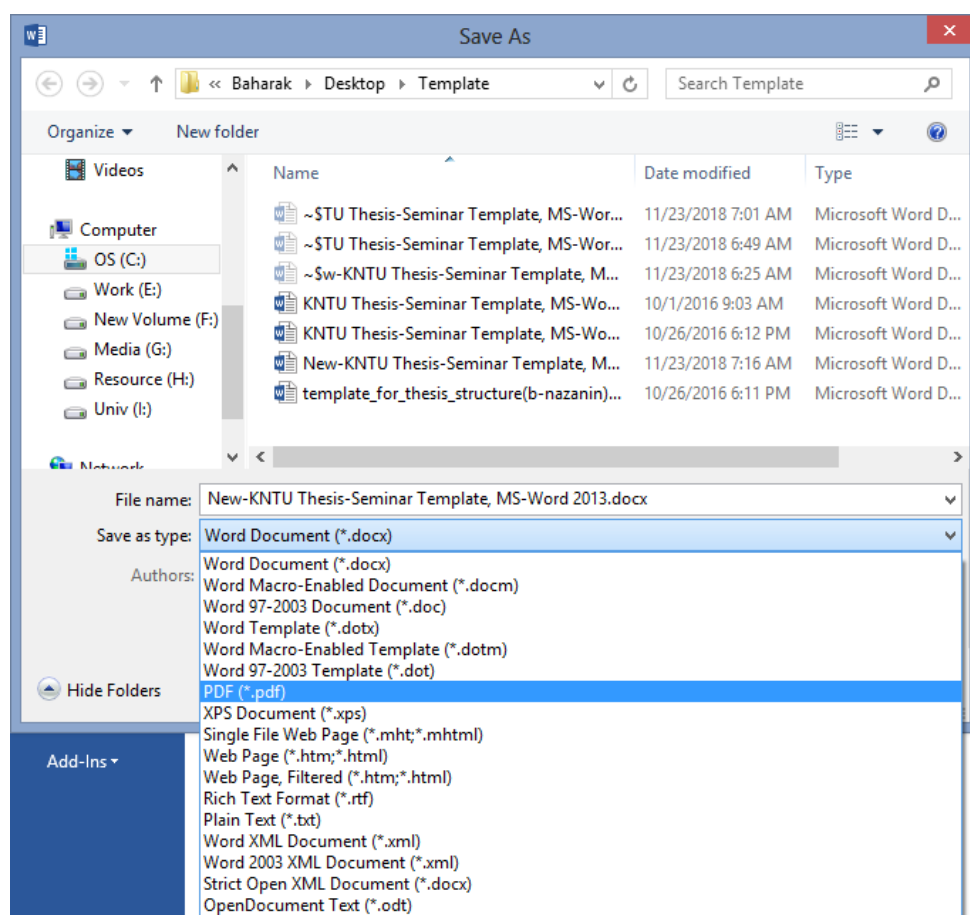 Save As
« Baharak Desktop Template
Search Template
Organize New folder
Videos
Computer
OS (C:)
Work (E:)
New Volume (F:)
Media (G:)
Resource (H:)
Univ (I:)
Network
Name Date modified Type
~$TU Thesis-Seminar Template, MS-Wor... 11/23/2018 7:01 AM Microsoft Word D...
~$TU Thesis-Seminar Template, MS-Wor... 11/23/2018 6:49 AM Microsoft Word D...
~$w-KNTU Thesis-Seminar Template, M... 11/23/2018 6:25 AM Microsoft Word D...
KNTU Thesis-Seminar Template, MS-Wo... 10/1/2016 9:03 AM Microsoft Word D...
KNTU Thesis-Seminar Template, MS-Wo... 10/26/2016 6:12 PM Microsoft Word D...
New-KNTU Thesis-Seminar Template, M... 11/23/2018 7:16 AM Microsoft Word D...
template_for_thesis_structure(b-nazanin)... 10/26/2016 6:11 PM Microsoft Word D...
File name: New-KNTU Thesis-Seminar Template, MS-Word 2013.docx
Save as type: Word Document (*.docx)
Authors:
Word Document (*.docx)
Word Macro-Enabled Document (*.docm)
Word 97-2003 Document (*.doc)
Word Template (*.dotx)
Word Macro-Enabled Template (*.dotm)
Word 97-2003 Template (*.dot)
PDF (*.pdf)
XPS Document (*.xps)
Single File Web Page (*.mht;*.mhtml)
Web Page (*.htm;*.html)
Web Page, Filtered (*.htm;*.html)
Rich Text Format (*.rtf)
Plain Text (*.txt)
Word XML Document (*.xml)
Word 2003 XML Document (*.xml)
Strict Open XML Document (*.docx)
OpenDocument Text (*.odt)
Hide Folders
Add-Ins